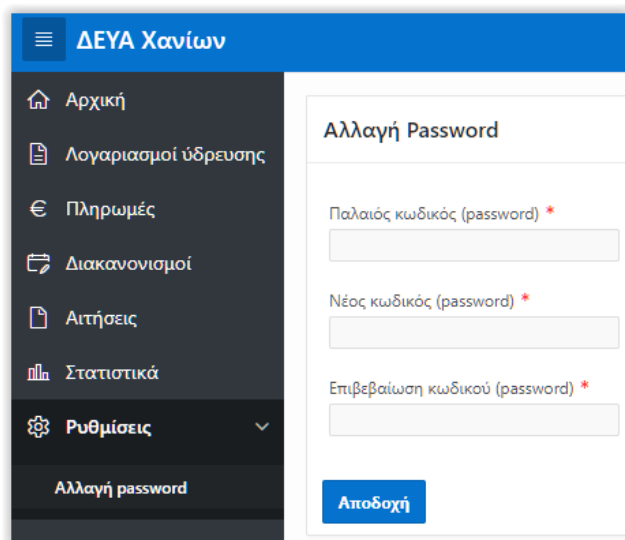 ΔΕΥΑ Χανίων
Αρχική
Λογαριασμοί ύδρευσης
€ Πληρωμές
Διακανονισμοί
Αιτήσεις
Στατιστικά
Ρυθμίσεις
Αλλαγή password
Αλλαγή Password
Παλαιός κωδικός (password) *
Νέος κωδικός (password) *
Επιβεβαίωση κωδικού (password) *
Αποδοχή